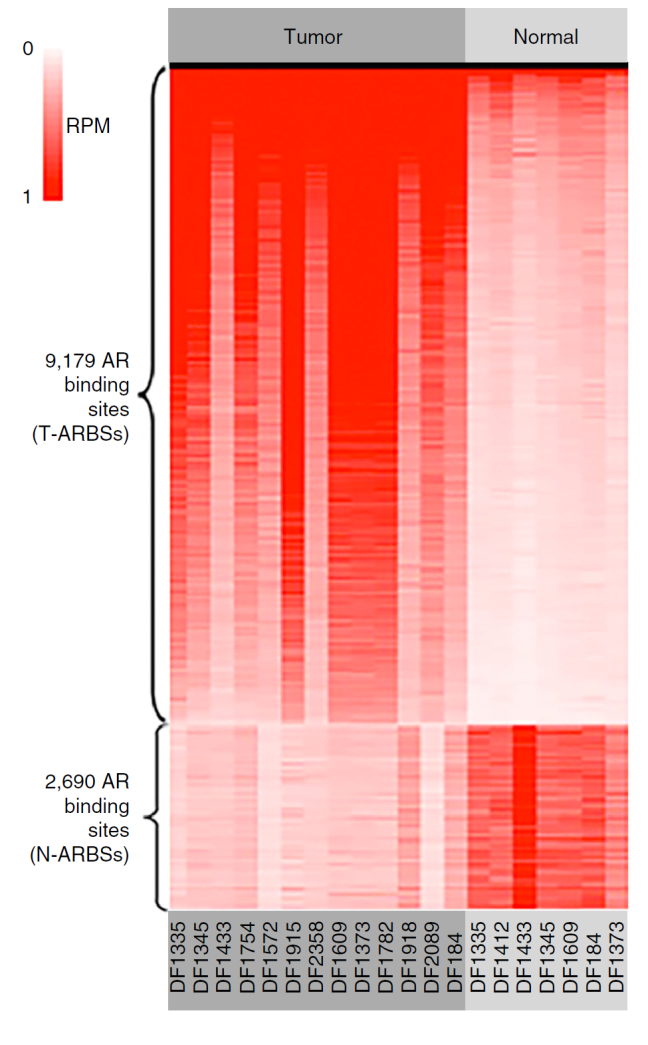 Tumor
Normal
0
RPM
1
9,179 AR
binding
sites
(T-ARBSs)
2,690 AR
binding
sites
(N-ARBSs)
DF1335
DF1345
DF1433
DF1754
DF1572
DF1915
DF2358
DF1609
DF1373
DF1782
DF1918
DF2089
DF184
DF1335
DF1412
DF1433
DF1345
DF1609
DF184
DF1373